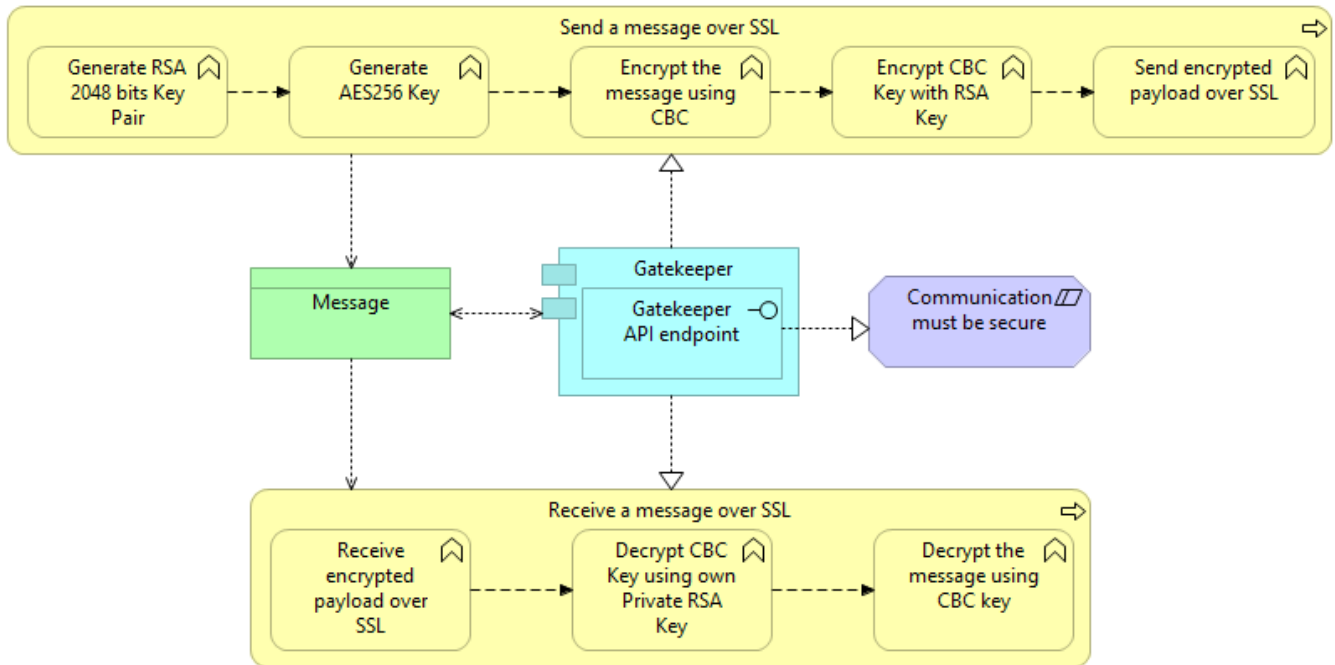 Send a message over SSL
Generate RSA
2048 bits Key
Pair
Generate
AES256 Key
Encrypt the
message using
CBC
Encrypt CBC
Key with RSA
Key
Send encrypted
payload over SSL
Message
Gatekeeper
Gatekeeper
API endpoint
Communication
must be secure
Receive a message over SSL
Receive
encrypted
payload over
SSL
Decrypt CBC
Key using own
Private RSA
Key
Decrypt the
message using
CBC key